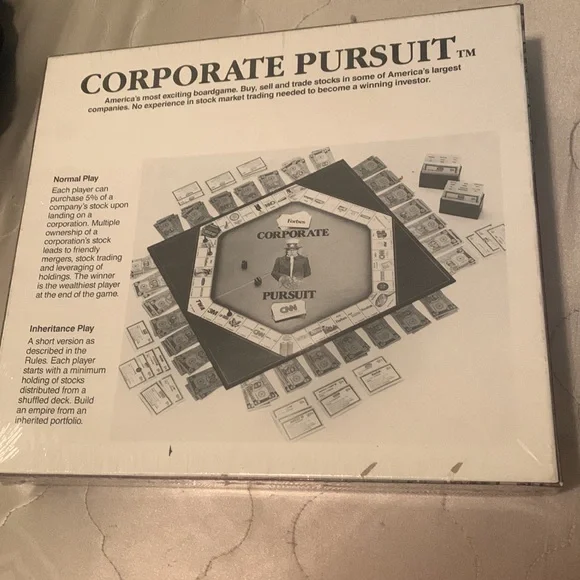 CORPORATE PURSUIT™
America's most exciting boardgame. Buy, sell and trade stocks in some of America's largest
companies. No experience in stock market trading needed to become a winning investor.
Normal Play
Each player can
purchase 5% of a
company's stock upon
landing on a
corporation. Multiple
ownership of a
corporation's stock
leads to friendly
mergers, stock trading
and leveraging of
holdings. The winner
is the wealthiest player
at the end of the game.
Inheritance Play
A short version as
described in the
Rules. Each player
starts with a minimum
holding of stocks
distributed from a
shuffled deck. Build
an empire from an
inherited portfolio.
Forbes
CORPORATE
PURSUIT
CNN
3M